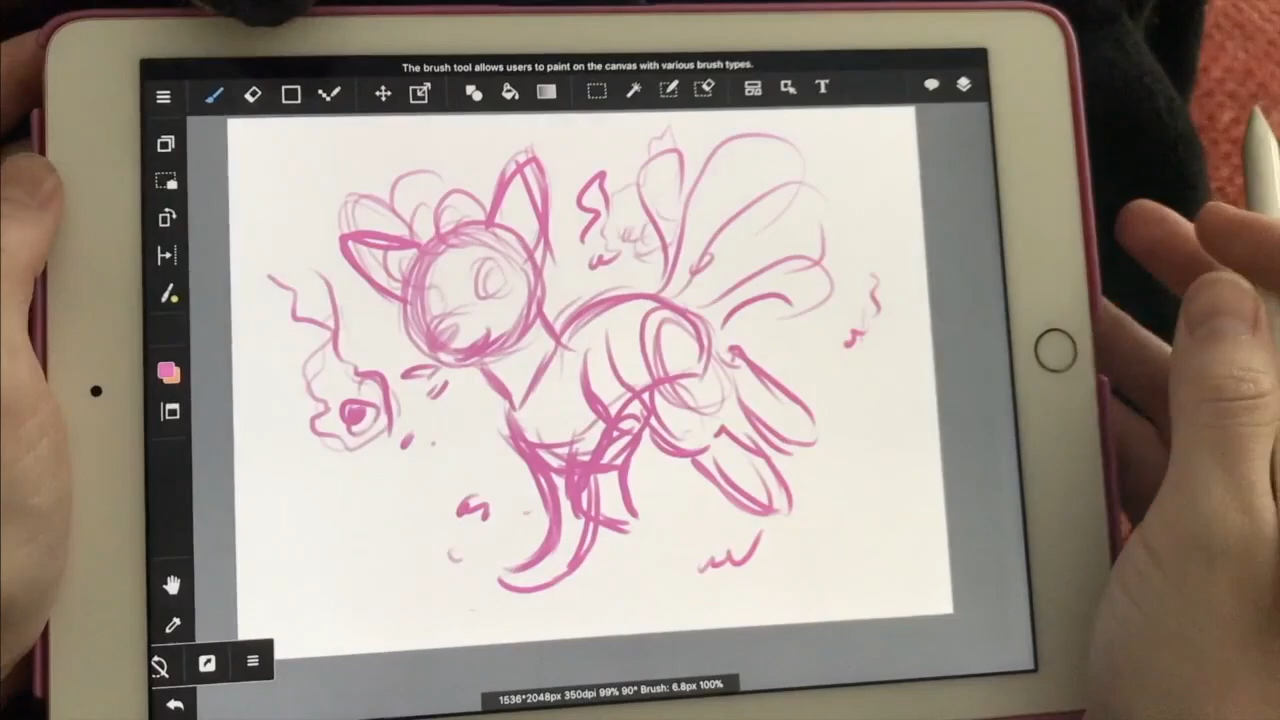 The brush tool allows users to paint on the canvas with various brush types.
T
1536*2048px 350dpi 99% 90° Brush: 6.8px 100%